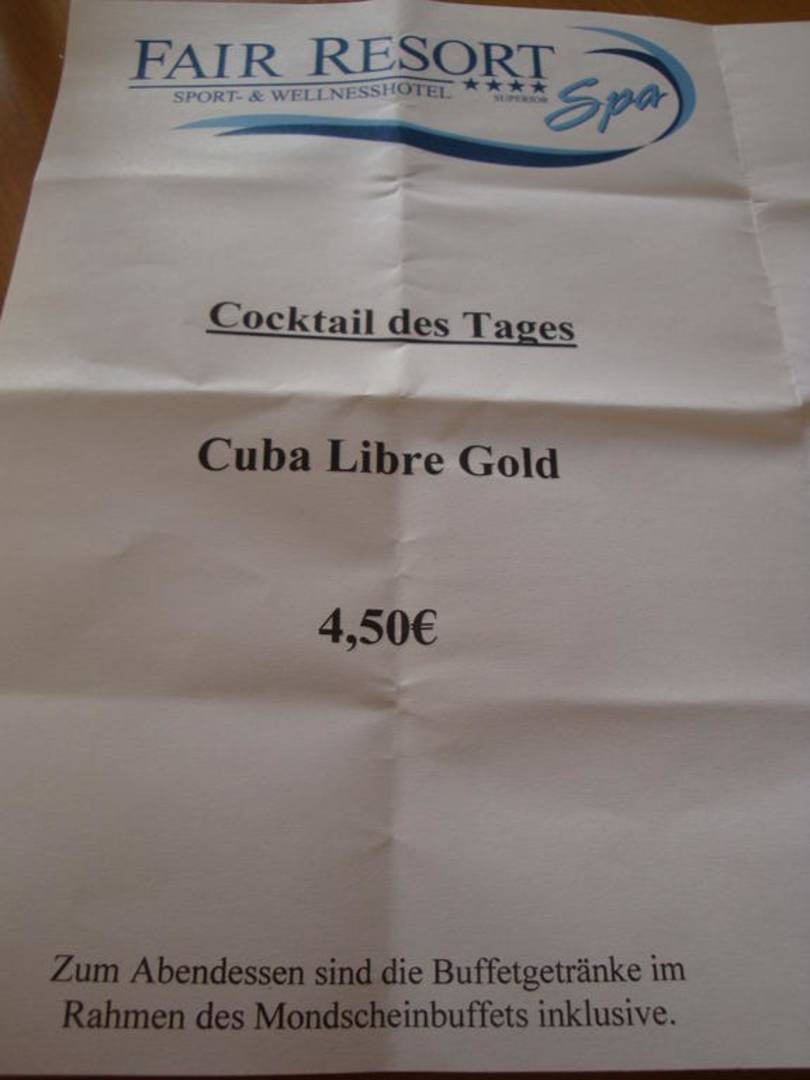 FAIR RESORT
SPORT- & WELLNESSHOTEL ★★★★ SUPERIOR Spa
Cocktail des Tages
Cuba Libre Gold
4,50€
Zum Abendessen sind die Buffetgetränke im
Rahmen des Mondscheinbuffets inklusive.